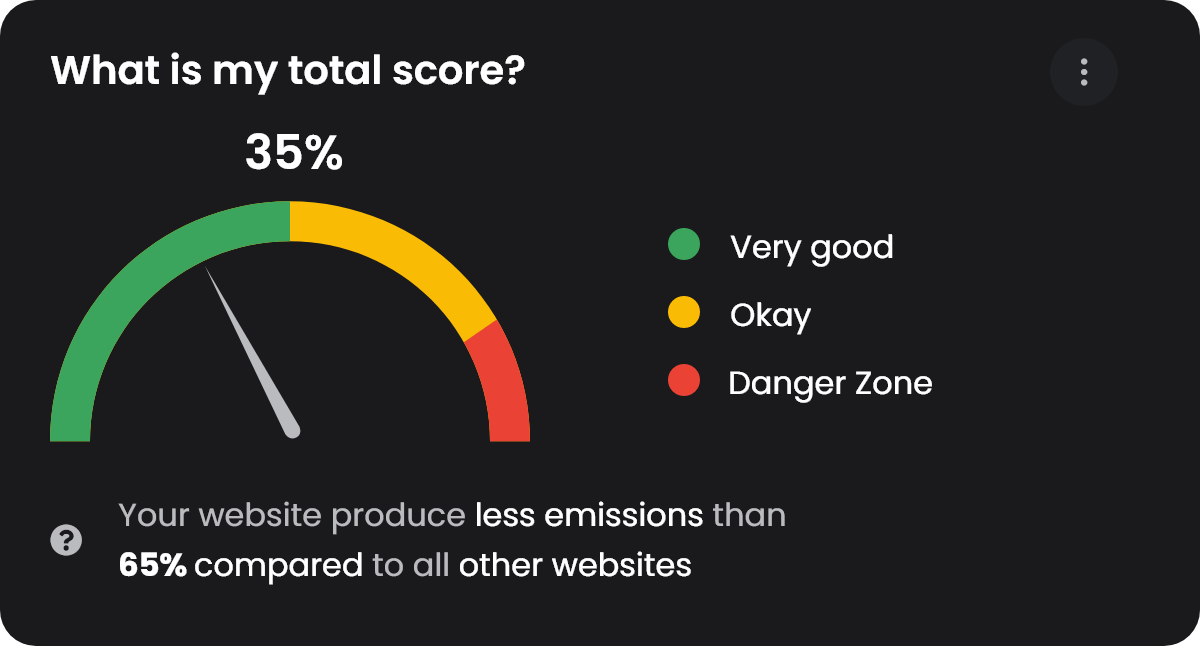 What is my total score?
35%
Very good
Okay
Danger Zone
Your website produce less emissions than
65% compared to all other websites
?